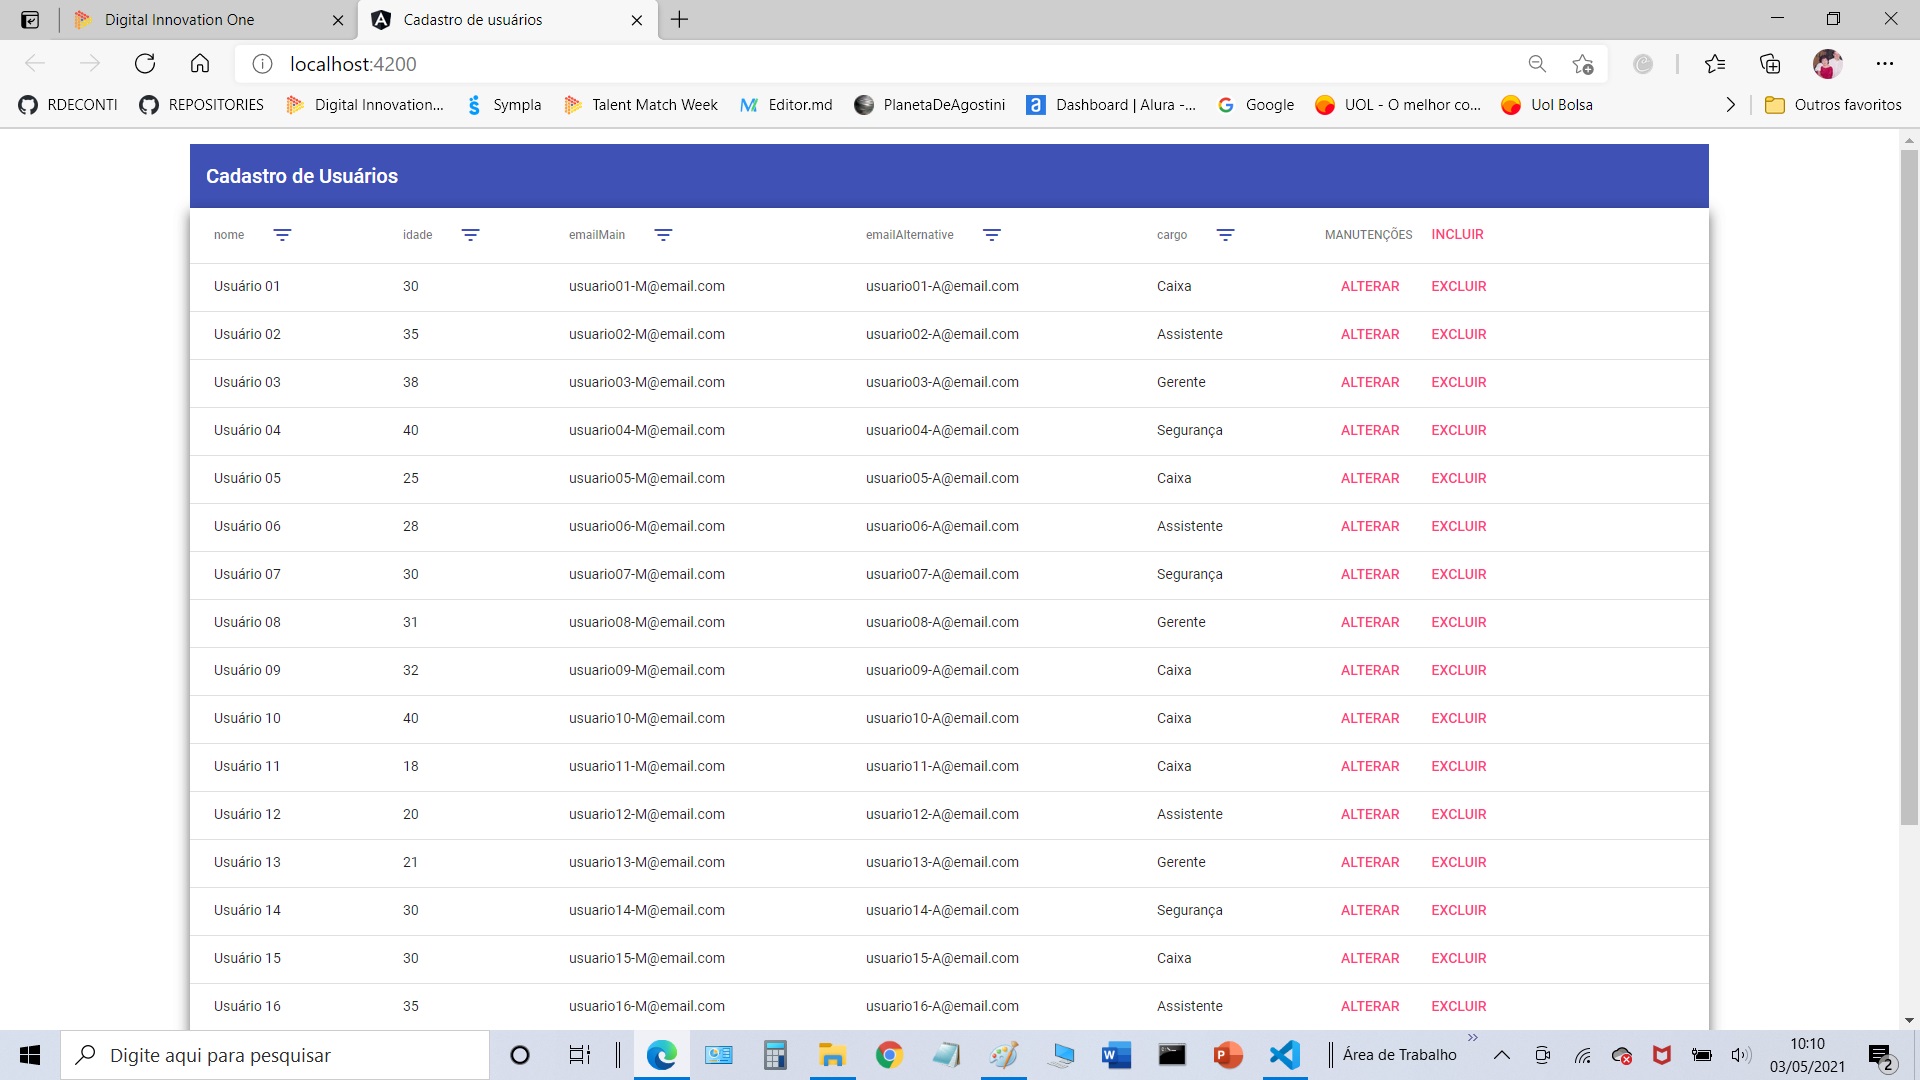 Digital Innovation One
Cadastro de usuários
localhost:4200
RDECONTI REPOSITORIES Digital Innovation... Sympla Talent Match Week Editor.md PlanetaDeAgostini Dashboard | Alura -... Google UOL - O melhor co... Uol Bolsa Outros favoritos
Cadastro de Usuários
nome idade emailMain emailAlternative cargo MANUTENÇÕES INCLUIR
Usuário 01 30 usuario01-M@email.com usuario01-A@email.com Caixa ALTERAR EXCLUIR
Usuário 02 35 usuario02-M@email.com usuario02-A@email.com Assistente ALTERAR EXCLUIR
Usuário 03 38 usuario03-M@email.com usuario03-A@email.com Gerente ALTERAR EXCLUIR
Usuário 04 40 usuario04-M@email.com usuario04-A@email.com Segurança ALTERAR EXCLUIR
Usuário 05 25 usuario05-M@email.com usuario05-A@email.com Caixa ALTERAR EXCLUIR
Usuário 06 28 usuario06-M@email.com usuario06-A@email.com Assistente ALTERAR EXCLUIR
Usuário 07 30 usuario07-M@email.com usuario07-A@email.com Segurança ALTERAR EXCLUIR
Usuário 08 31 usuario08-M@email.com usuario08-A@email.com Gerente ALTERAR EXCLUIR
Usuário 09 32 usuario09-M@email.com usuario09-A@email.com Caixa ALTERAR EXCLUIR
Usuário 10 40 usuario10-M@email.com usuario10-A@email.com Caixa ALTERAR EXCLUIR
Usuário 11 18 usuario11-M@email.com usuario11-A@email.com Caixa ALTERAR EXCLUIR
Usuário 12 20 usuario12-M@email.com usuario12-A@email.com Assistente ALTERAR EXCLUIR
Usuário 13 21 usuario13-M@email.com usuario13-A@email.com Gerente ALTERAR EXCLUIR
Usuário 14 30 usuario14-M@email.com usuario14-A@email.com Segurança ALTERAR EXCLUIR
Usuário 15 30 usuario15-M@email.com usuario15-A@email.com Caixa ALTERAR EXCLUIR
Usuário 16 35 usuario16-M@email.com usuario16-A@email.com Assistente ALTERAR EXCLUIR
Digite aqui para pesquisar
Área de Trabalho
10:10
03/05/2021
2